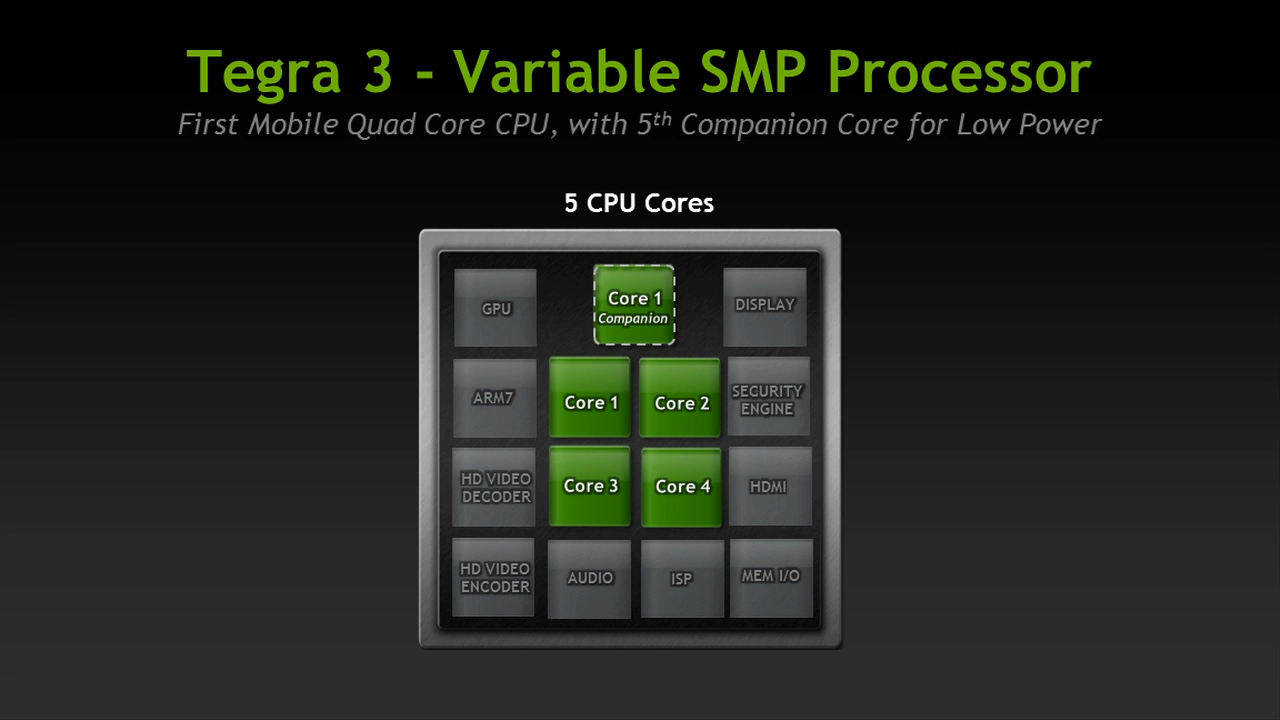 Tegra 3 - Variable SMP Processor
First Mobile Quad Core CPU, with 5th Companion Core for Low Power
5 CPU Cores
GPU
Core 1
Companion
DISPLAY
ARM7
Core 1
Core 2
SECURITY
ENGINE
HD VIDEO
DECODER
Core 3
Core 4
HDMI
HD VIDEO
ENCODER
AUDIO
ISP
MEM I/O